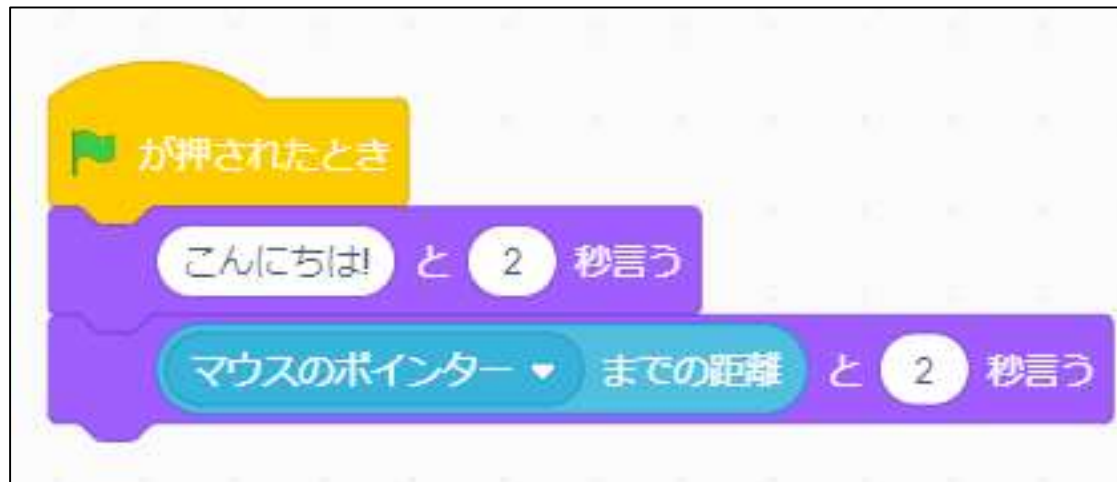 が押されたとき
こんにちは! と 2 秒言う
マウスのポインター までの距離 と 2 秒言う